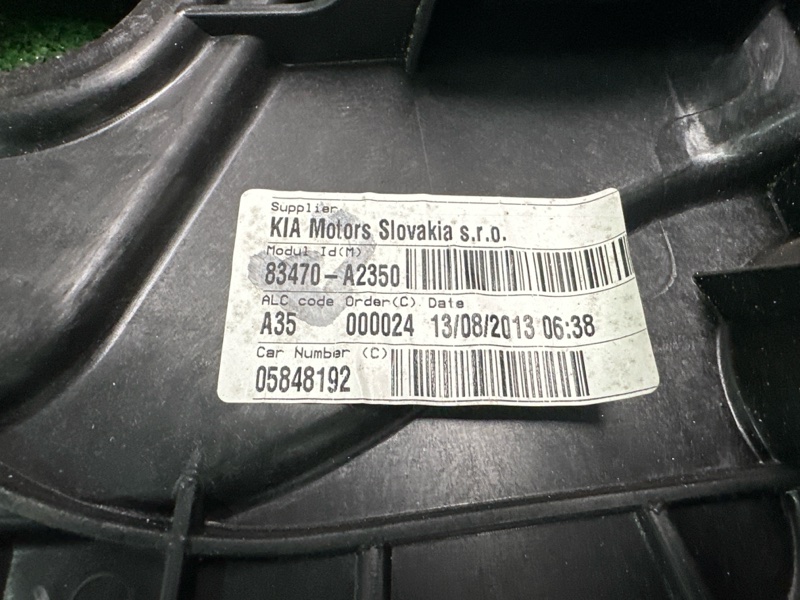 Supplier
KIA Motors Slovakia s.r.o.
Modul Id(M)
83470-A2350
ALC code Order(C) Date
A35 000024 13/08/2013 06:38
Car Number (C)
05848192